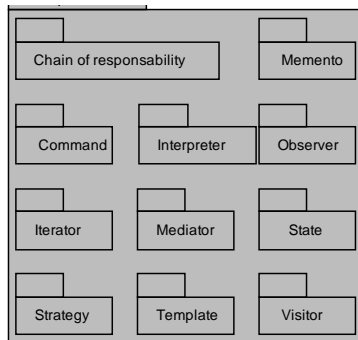 Chain of responsability
Memento
Command
Interpreter
Observer
Iterator
Mediator
State
Strategy
Template
Visitor